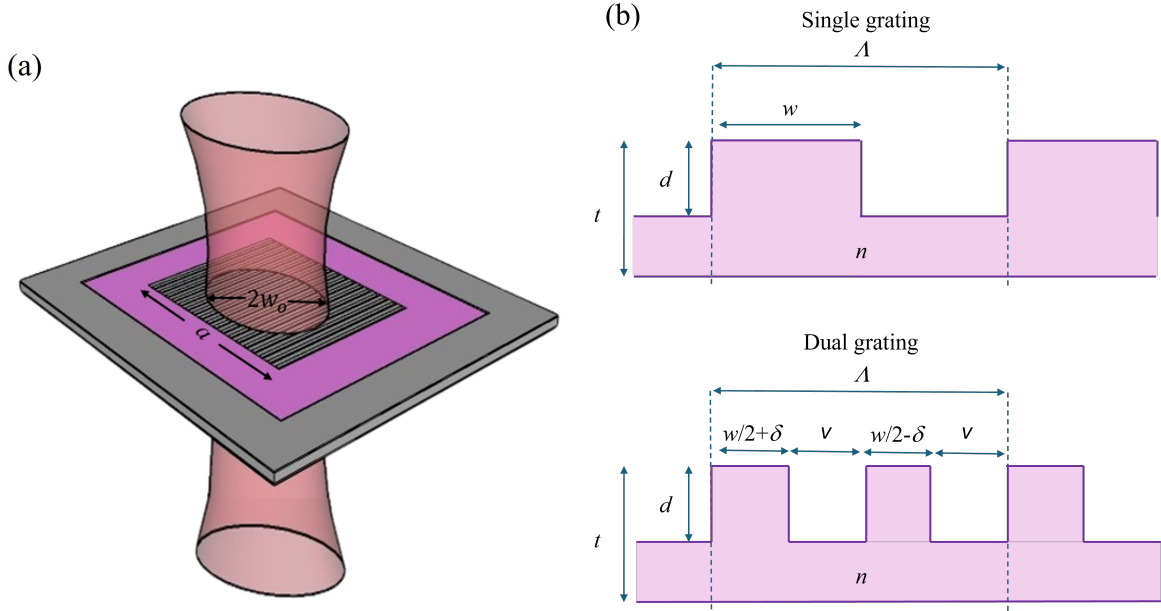 (a)
2w₀
a
(b)
Single grating
Λ
w
d
t
n
Dual grating
Λ
w/2+δ v w/2-δ v
d
t
n